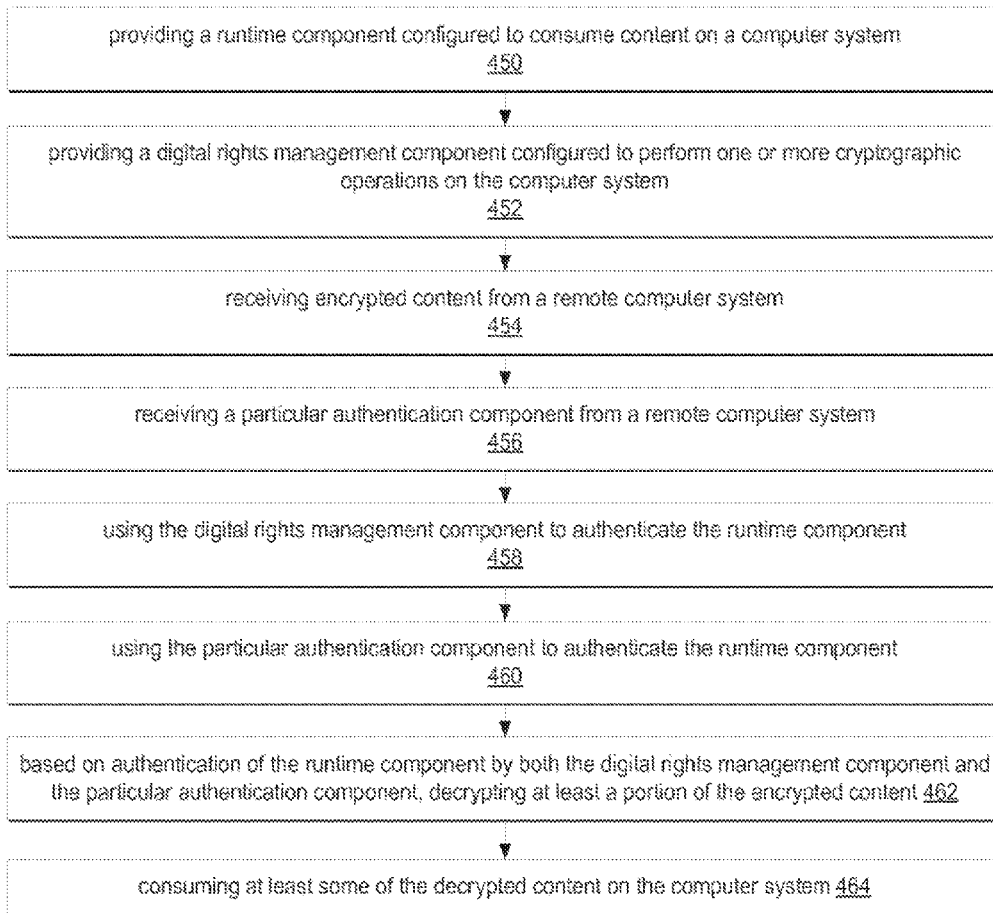 providing a runtime component configured to consume content on a computer system
450
providing a digital rights management component configured to perform one or more cryptographic
operations on the computer system
452
receiving encrypted content from a remote computer system
454
receiving a particular authentication component from a remote computer system
456
using the digital rights management component to authenticate the runtime component
458
using the particular authentication component to authenticate the runtime component
460
based on authentication of the runtime component by both the digital rights management component and
the particular authentication component, decrypting at least a portion of the encrypted content 462
consuming at least some of the decrypted content on the computer system 464